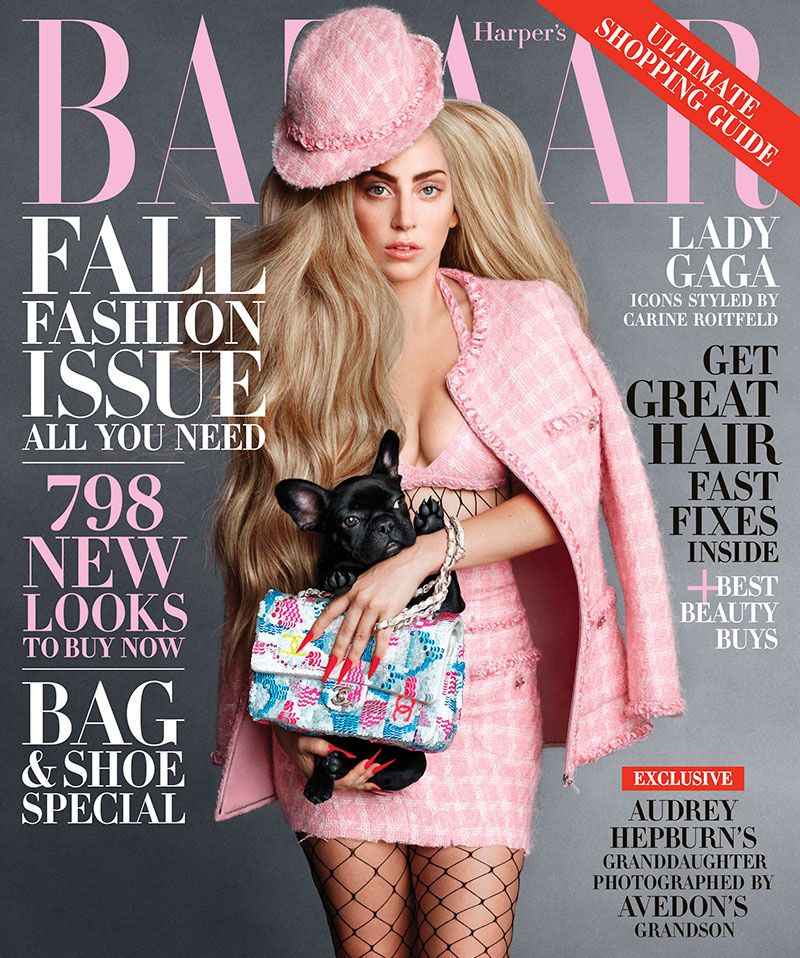 Harper's
BAZAAR
ULTIMATE
SHOPPING GUIDE
FALL
FASHION
ISSUE
ALL YOU NEED
798
NEW
LOOKS
TO BUY NOW
BAG
& SHOE
SPECIAL
LADY
GAGA
ICONS STYLED BY
CARINE ROITFELD
GET
GREAT
HAIR
FAST
FIXES
INSIDE
+BEST
BEAUTY
BUYS
EXCLUSIVE
AUDREY
HEPBURN'S
GRANDDAUGHTER
PHOTOGRAPHED BY
AVEDON'S
GRANDSON